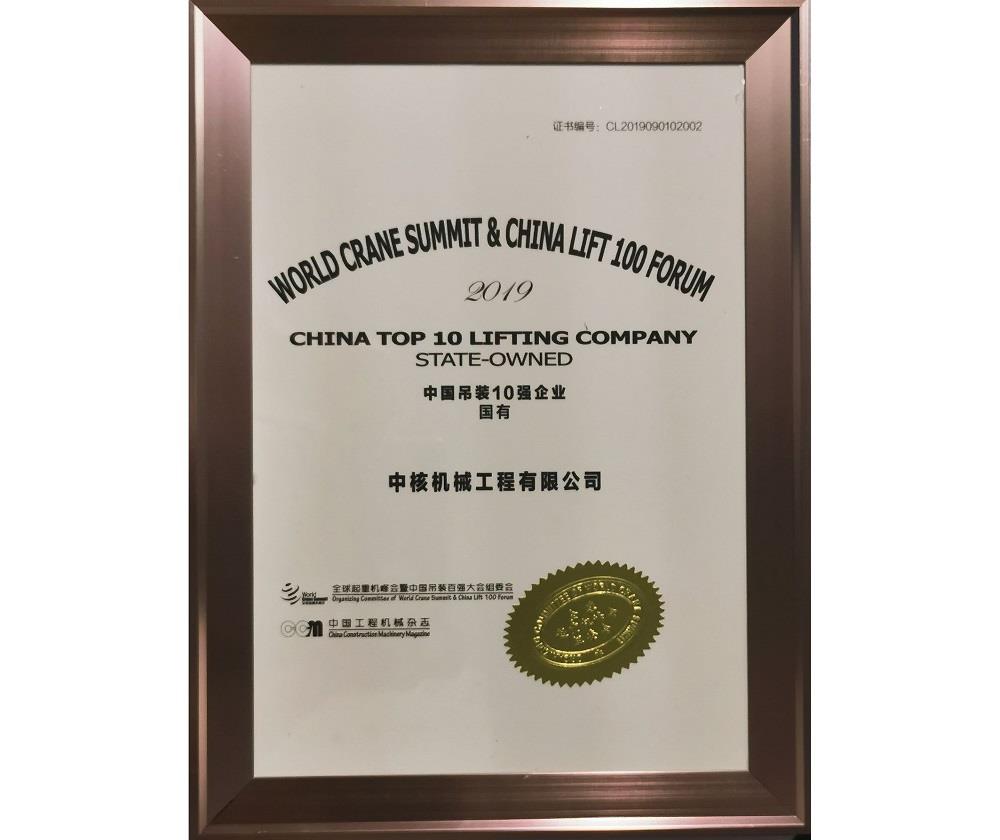 证书编号：CL2019090102002
WORLD CRANE SUMMIT & CHINA LIFT 100 FORUM
2019
CHINA TOP 10 LIFTING COMPANY
STATE-OWNED
中国吊装10强企业
国有
中核机械工程有限公司
World
Crane Summit
全球起重机峰会暨中国吊装百强大会组委会
Organizing Committee of World Crane Summit & China Lift 100 Forum
CCM
中国工程机械杂志
China Construction Machinery Magazine